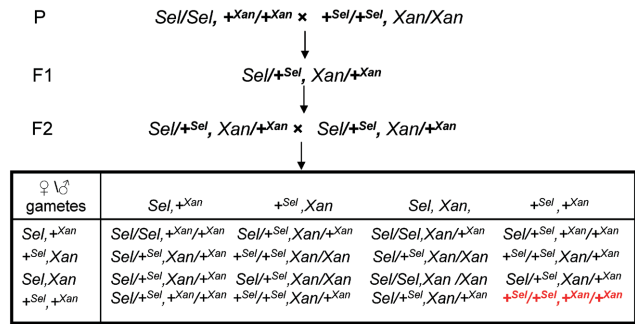 P Sel/Sel, +^Xan/+^Xan × +^Sel/+^Sel, Xan/Xan
F1 Sel/+^Sel, Xan/+^Xan
F2 Sel/+^Sel, Xan/+^Xan × Sel/+^Sel, Xan/+^Xan
♀\♂
gametes Sel,+^Xan +^Sel,Xan Sel, Xan, +^Sel,+^Xan
Sel,+^Xan Sel/Sel,+^Xan/+^Xan Sel/+^Sel,Xan/+^Xan Sel/Sel,Xan/+^Xan Sel/+^Sel,+^Xan/+^Xan
+^Sel,Xan Sel/+^Sel,Xan/+^Xan +^Sel/+^Sel,Xan/Xan Sel/+^Sel,Xan/Xan +^Sel/+^Sel,Xan/+^Xan
Sel,Xan Sel/+^Sel,Xan/+^Xan Sel/+^Sel,Xan/Xan Sel/Sel,Xan /Xan Sel/+^Sel,Xan/+^Xan
+^Sel,+^Xan Sel/+^Sel, +^Xan/+^Xan +^Sel/+^Sel,Xan/+^Xan Sel/+^Sel,Xan/+^Xan +^Sel/+^Sel,+^Xan/+^Xan